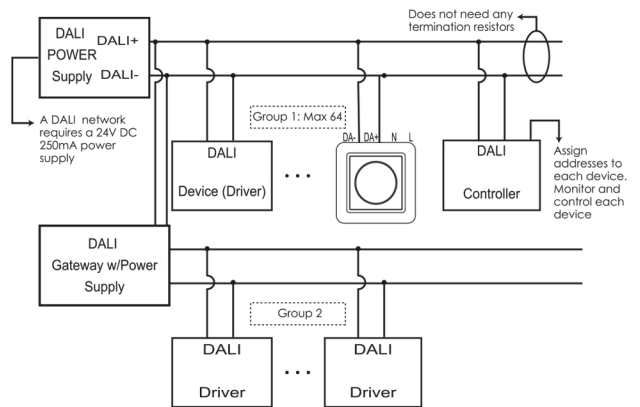 Does not need any
termination resistors
DALI DALI+
POWER
Supply DALI-
A DALI network
requires a 24V DC
250mA power
supply
Group 1: Max 64
DA- DA+ N L
DALI
Device (Driver)
...
DALI
Controller
Assign
addresses to
each device.
Monitor and
control each
device
DALI
Gateway w/Power
Supply
Group 2
DALI
Driver
...
DALI
Driver